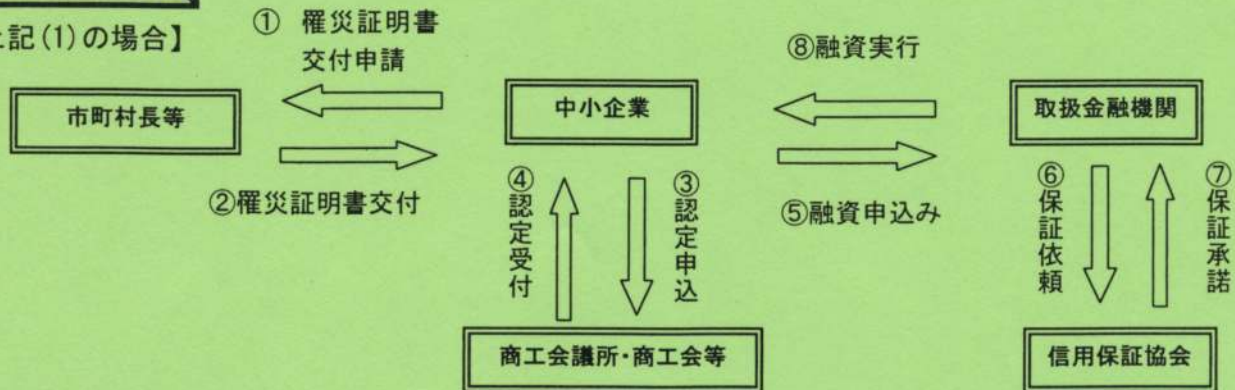 上記(1)の場合】
① 罹災証明書
交付申請
⑧融資実行
市町村長等
中小企業
取扱金融機関
②罹災証明書交付
④認定受付
③認定申込
⑤融資申込み
⑥保証依頼
⑦保証承諾
商工会議所・商工会等
信用保証協会